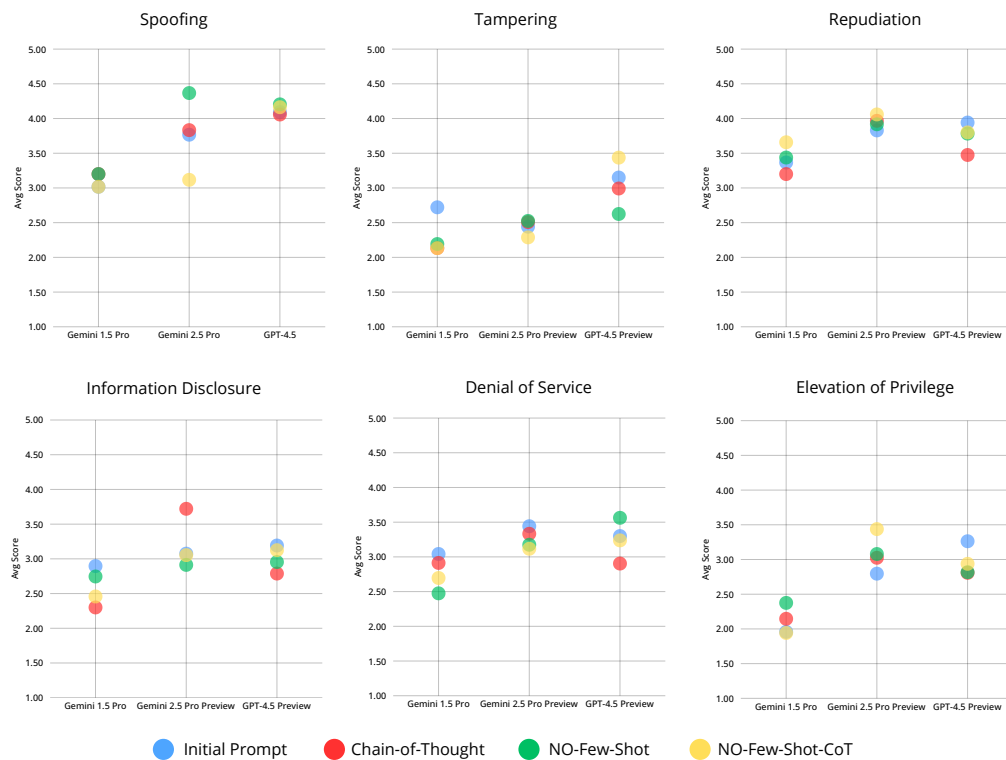 Spoofing
5.00
4.50
4.00
3.50
3.00
2.50
2.00
1.50
1.00
Avg Score
Gemini 1.5 Pro
Gemini 2.5 Pro
GPT-4.5
Tampering
5.00
4.50
4.00
3.50
3.00
2.50
2.00
1.50
1.00
Avg Score
Gemini 1.5 Pro
Gemini 2.5 Pro Preview
GPT-4.5 Preview
Repudiation
5.00
4.50
4.00
3.50
3.00
2.50
2.00
1.50
1.00
Avg Score
Gemini 1.5 Pro
Gemini 2.5 Pro Preview
GPT-4.5 Preview
Information Disclosure
5.00
4.50
4.00
3.50
3.00
2.50
2.00
1.50
1.00
Avg Score
Gemini 1.5 Pro
Gemini 2.5 Pro Preview
GPT-4.5 Preview
Denial of Service
5.00
4.50
4.00
3.50
3.00
2.50
2.00
1.50
1.00
Avg Score
Gemini 1.5 Pro
Gemini 2.5 Pro Preview
GPT-4.5 Preview
Elevation of Privilege
5.00
4.50
4.00
3.50
3.00
2.50
2.00
1.50
1.00
Avg Score
Gemini 1.5 Pro
Gemini 2.5 Pro Preview
GPT-4.5 Preview
Initial Prompt
Chain-of-Thought
NO-Few-Shot
NO-Few-Shot-CoT